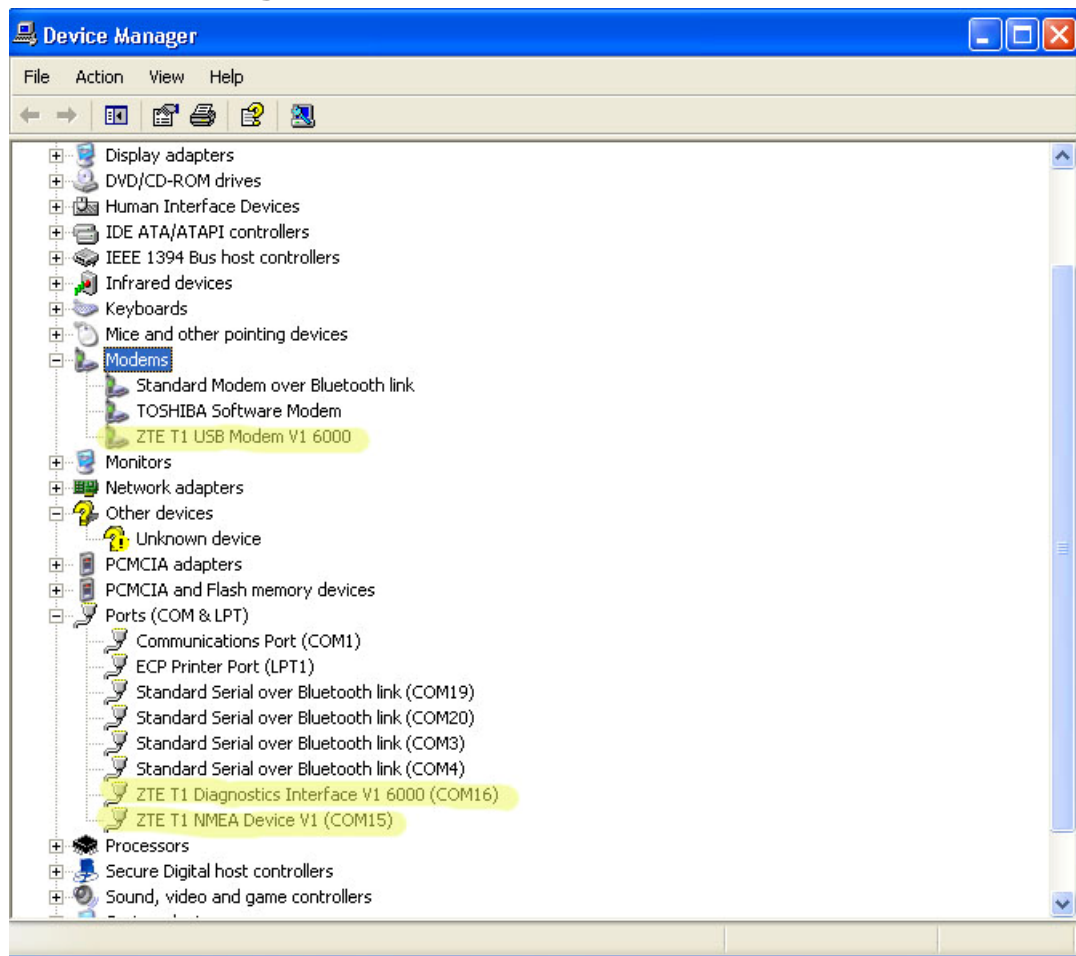 Device Manager
File Action View Help
Display adapters
DVD/CD-ROM drives
Human Interface Devices
IDE ATA/ATAPI controllers
IEEE 1394 Bus host controllers
Infrared devices
Keyboards
Mice and other pointing devices
Modems
Standard Modem over Bluetooth link
TOSHIBA Software Modem
ZTE T1 USB Modem V1 6000
Monitors
Network adapters
Other devices
Unknown device
PCMCIA adapters
PCMCIA and Flash memory devices
Ports (COM & LPT)
Communications Port (COM1)
ECP Printer Port (LPT1)
Standard Serial over Bluetooth link (COM19)
Standard Serial over Bluetooth link (COM20)
Standard Serial over Bluetooth link (COM3)
Standard Serial over Bluetooth link (COM4)
ZTE T1 Diagnostics Interface V1 6000 (COM16)
ZTE T1 NMEA Device V1 (COM15)
Processors
Secure Digital host controllers
Sound, video and game controllers